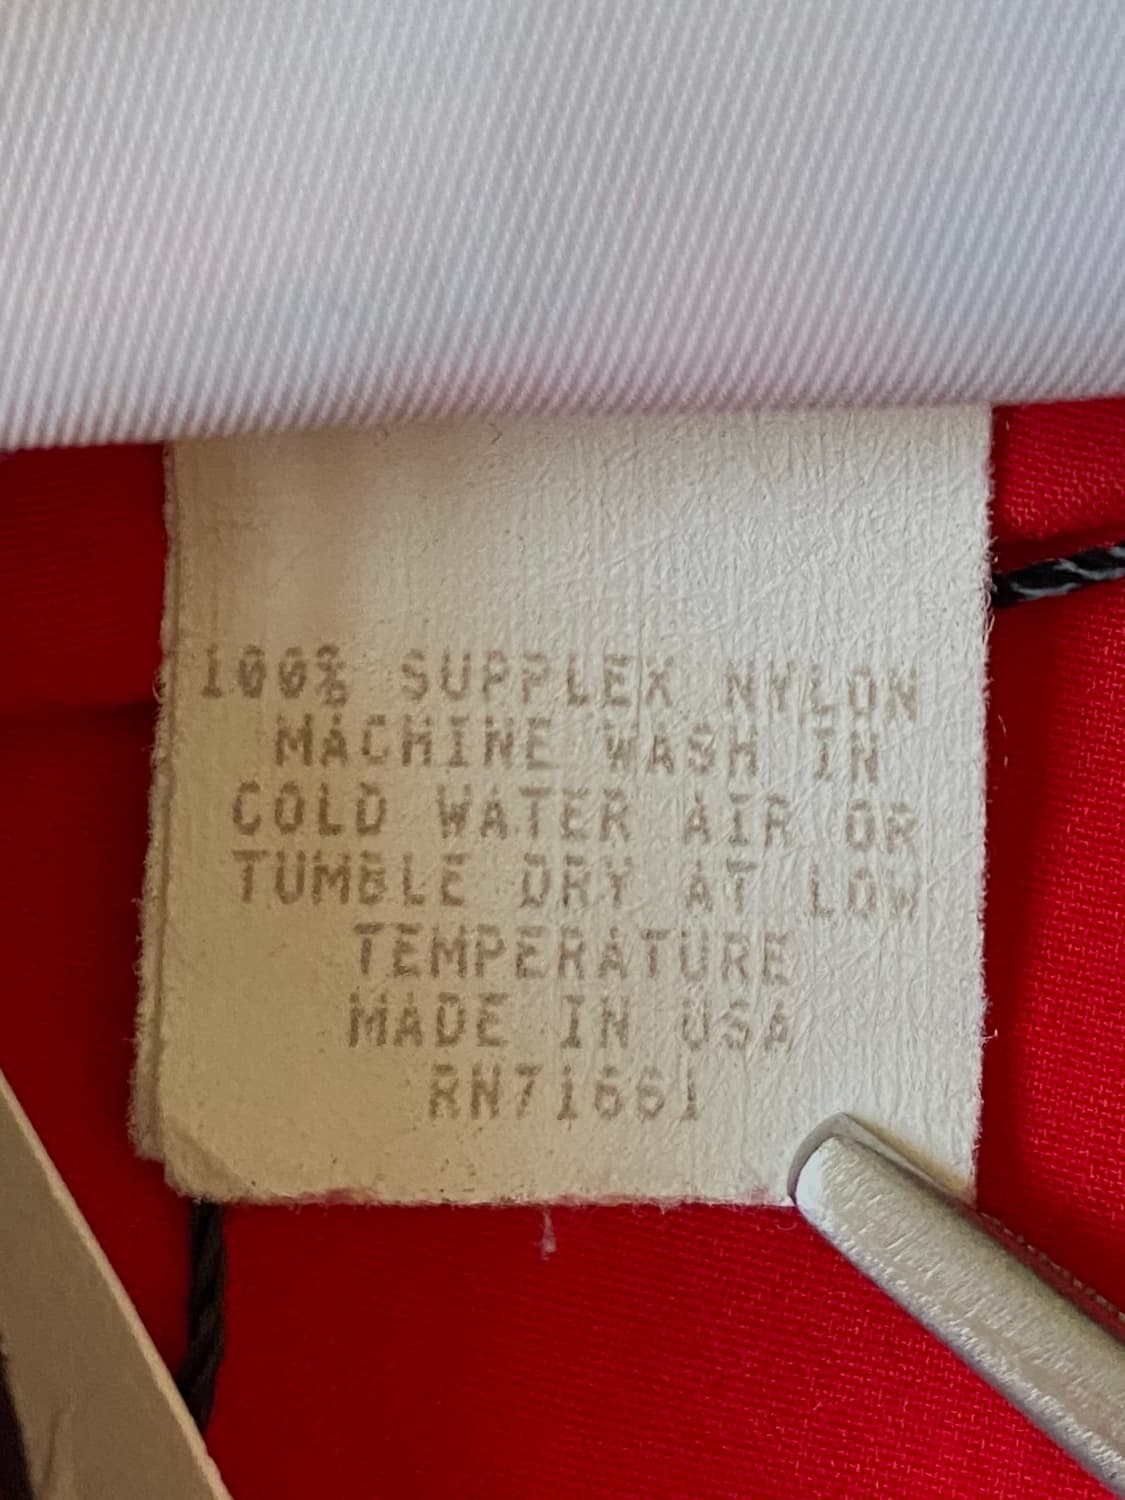 100% SUPPLEX NYLON
MACHINE WASH IN
COLD WATER AIR OR
TUMBLE DRY AT LOW
TEMPERATURE
MADE IN USA
RN71661